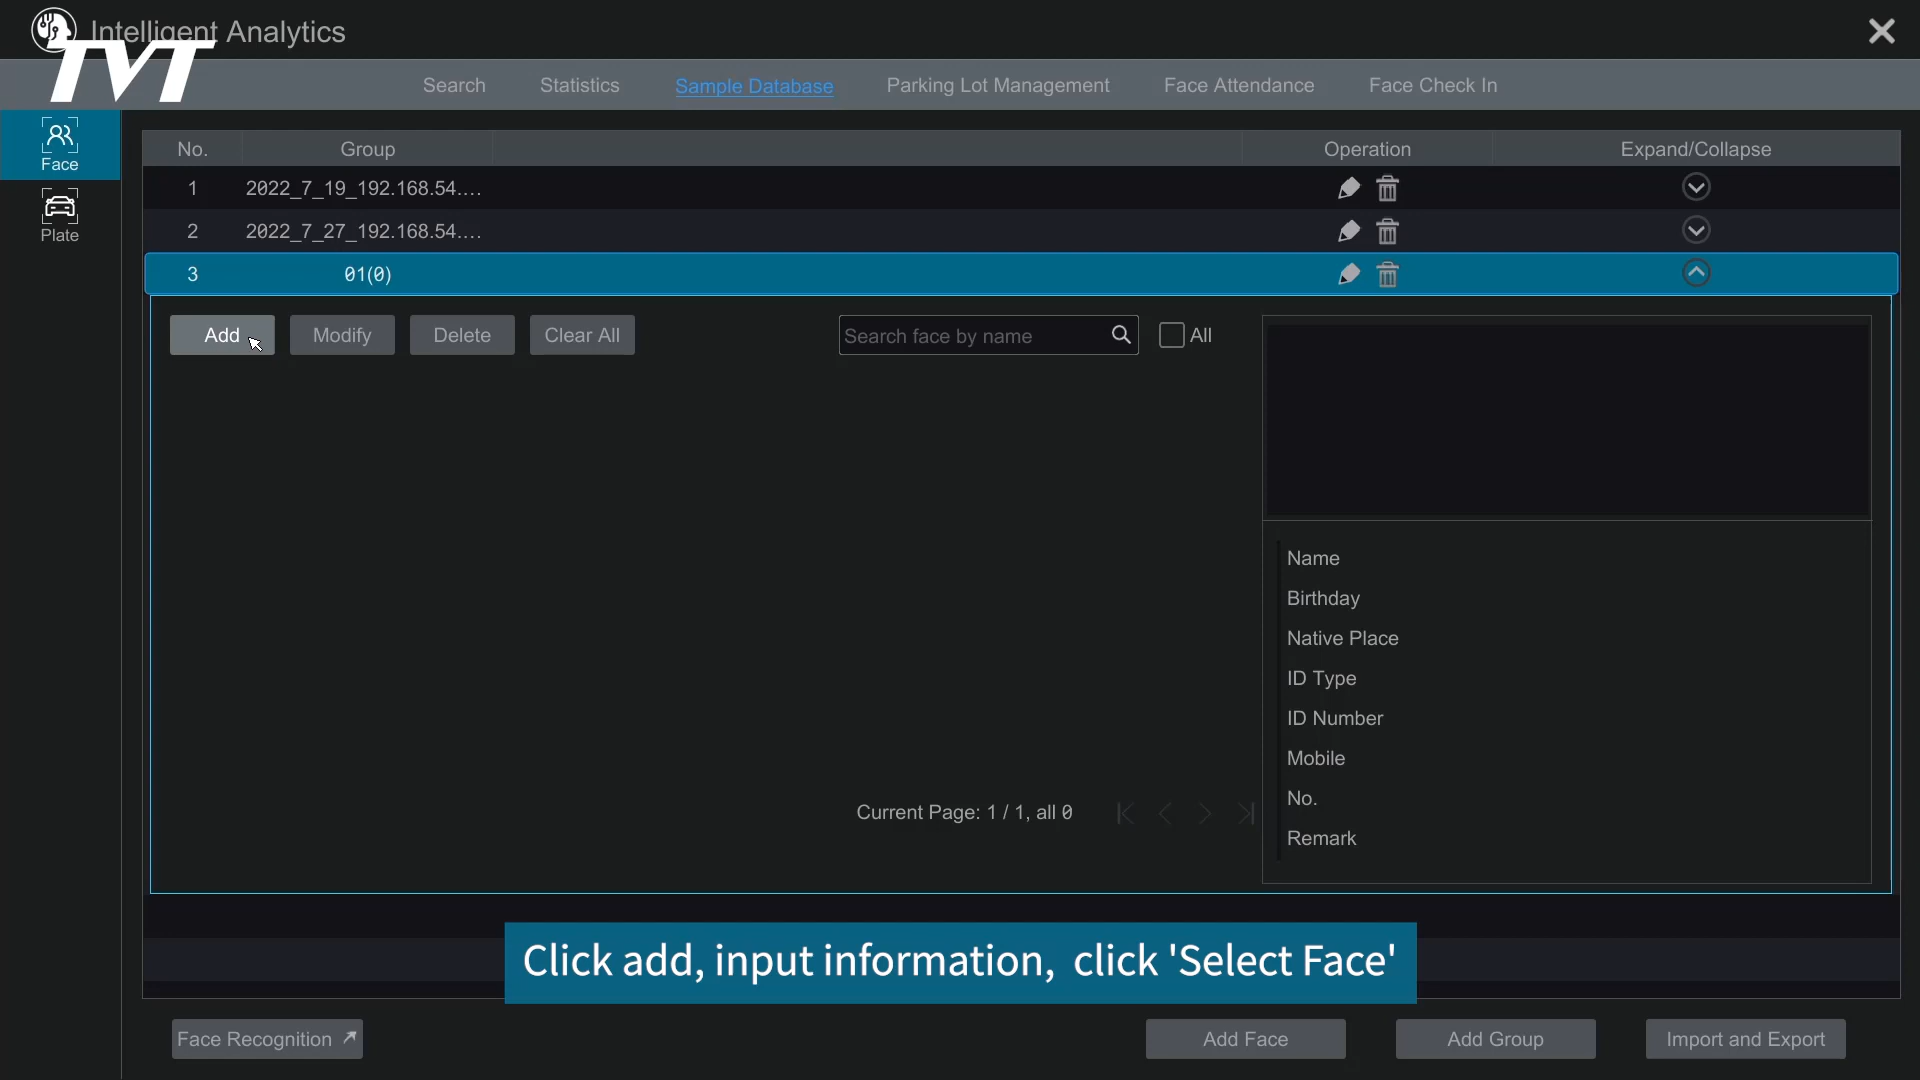 Intelligent Analytics
TVT
Search Statistics Sample Database Parking Lot Management Face Attendance Face Check In
Face
Plate
No. Group Operation Expand/Collapse
1 2022_7_19_192.168.54....
2 2022_7_27_192.168.54....
3 01(0)
Add Modify Delete Clear All Search face by name All
Name
Birthday
Native Place
ID Type
ID Number
Mobile
No.
Remark
Current Page: 1 / 1, all 0
Click add, input information, click 'Select Face'
Face Recognition Add Face Add Group Import and Export